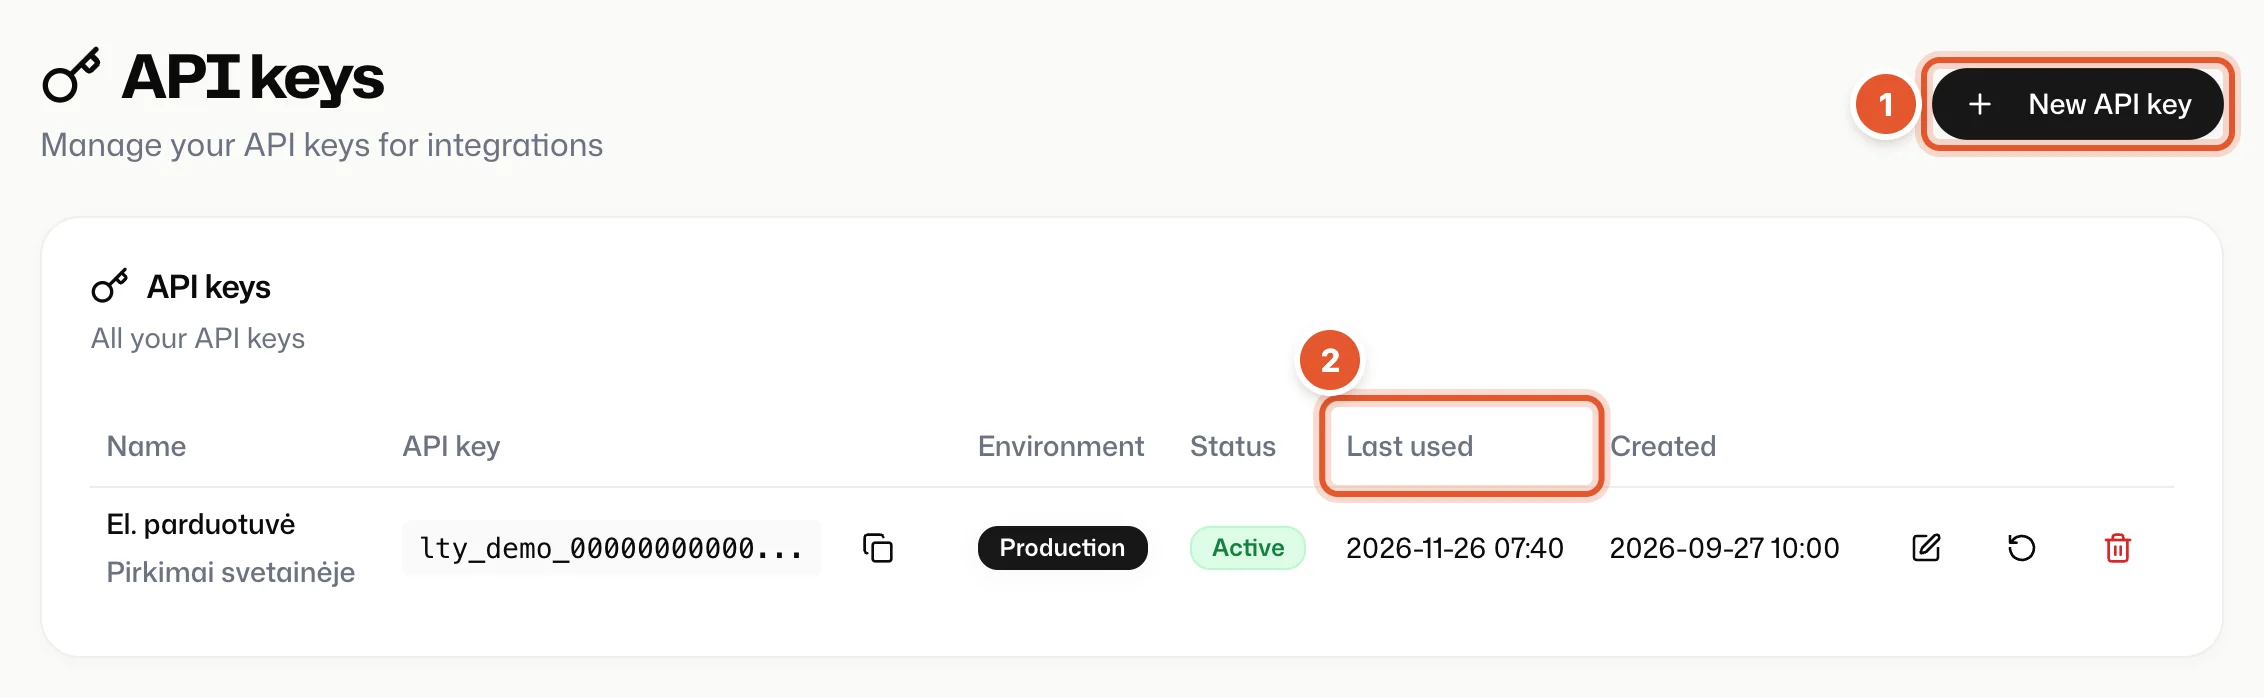 API keys
Manage your API keys for integrations
1
+ New API key
API keys
All your API keys
2
Name API key Environment Status Last used Created
El. parduotuvė
Pirkimai svetainėje
lty_demo_00000000000... Production Active 2026-11-26 07:40 2026-09-27 10:00